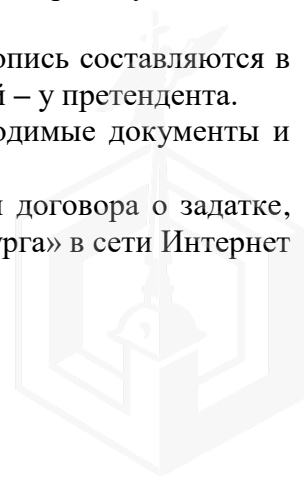 опись составляются в
й – у претендента.
одимые документы и
и договора о задатке,
урга» в сети Интернет